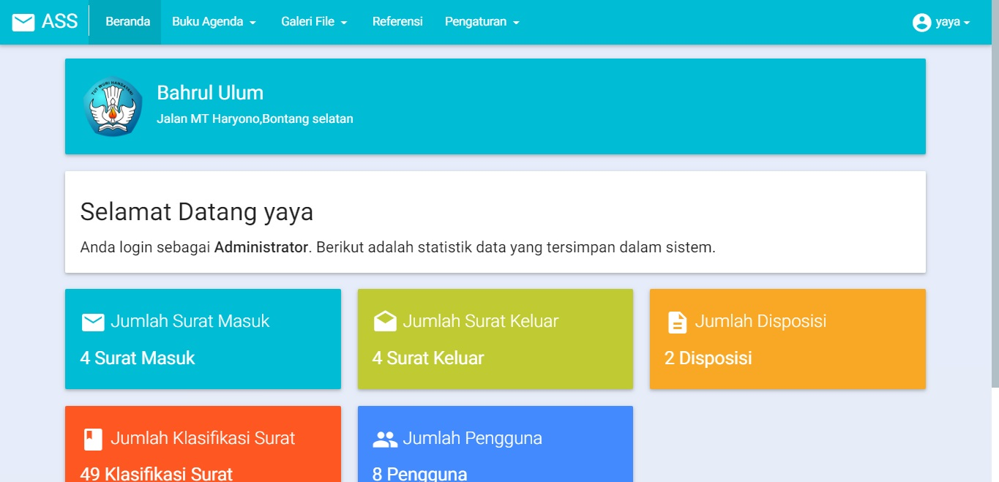 ASS Beranda Buku Agenda Galeri File Referensi Pengaturan yaya
TUT WURI HANDAYANI
Bahrul Ulum
Jalan MT Haryono,Bontang selatan
Selamat Datang yaya
Anda login sebagai Administrator. Berikut adalah statistik data yang tersimpan dalam sistem.
Jumlah Surat Masuk
4 Surat Masuk
Jumlah Surat Keluar
4 Surat Keluar
Jumlah Disposisi
2 Disposisi
Jumlah Klasifikasi Surat
49 Klasifikasi Surat
Jumlah Pengguna
8 Pengguna